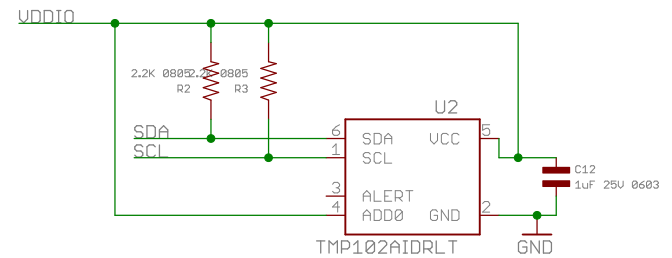 VDDIO
2.2K 0805 2.2K 0805
R2 R3
U2
SDA 6 SDA VCC 5
SCL 1 SCL
C12
1uF 25V 0603
3 ALERT
4 ADD0 GND 2
TMP102AIDRLT GND